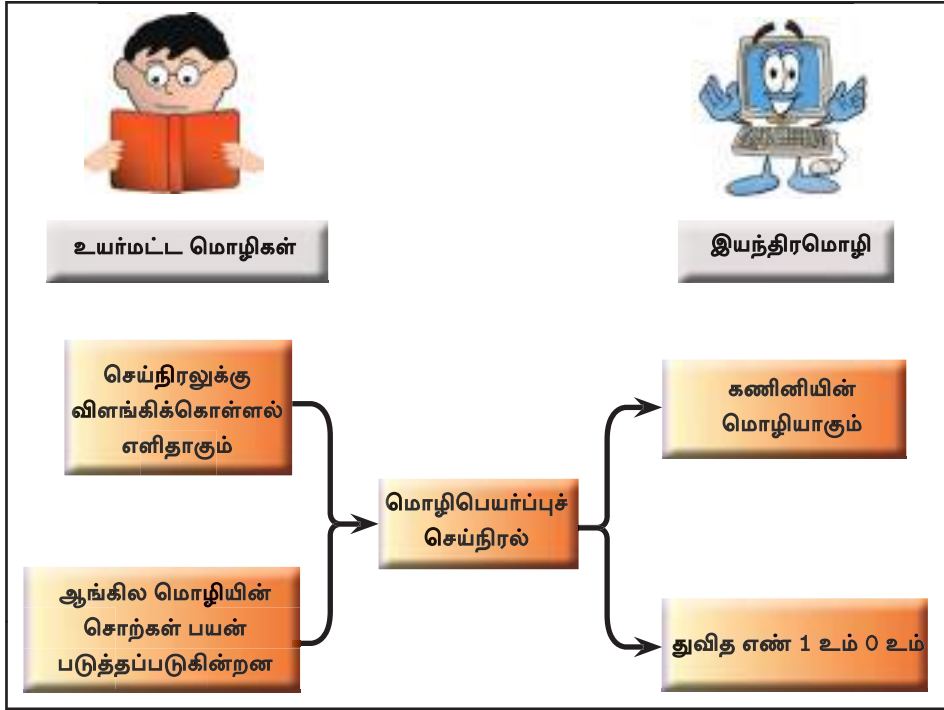 உயர்மட்ட மொழிகள்
இயந்திரமொழி
செய்நிரலுக்கு
விளங்கிக்கொள்ளல்
எளிதாகும்
ஆங்கில மொழியின்
சொற்கள் பயன்
படுத்தப்படுகின்றன
மொழிபெயர்ப்புச்
செய்நிரல்
கணினியின்
மொழியாகும்
துவித எண் 1 உம் 0 உம்